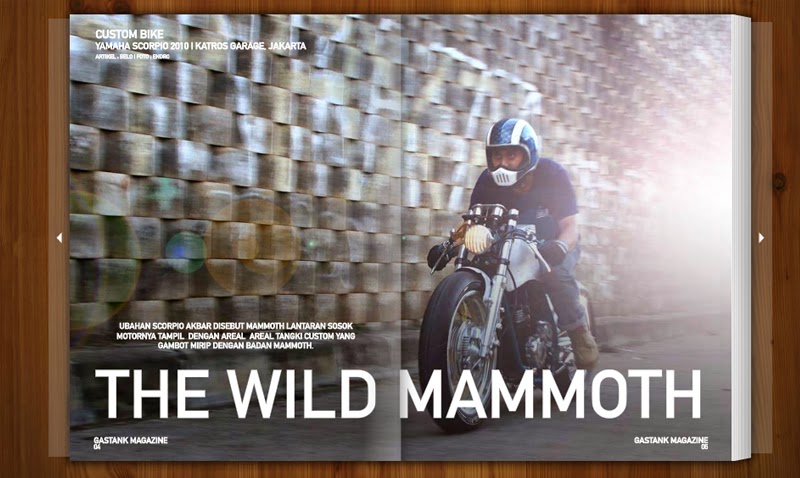 CUSTOM BIKE
YAMAHA SCORPIO 2010 | KATROS GARAGE, JAKARTA
ARTIKEL : BELO | FOTO : ENDRO
UBAHAN SCORPIO AKBAR DISEBUT MAMMOTH LANTARAN SOSOK
MOTORNYA TAMPIL DENGAN AREAL AREAL TANGKI CUSTOM YANG
GAMBOT MIRIP DENGAN BADAN MAMMOTH.
THE WILD MAMMOTH
GASTANK MAGAZINE
04
GASTANK MAGAZINE
05